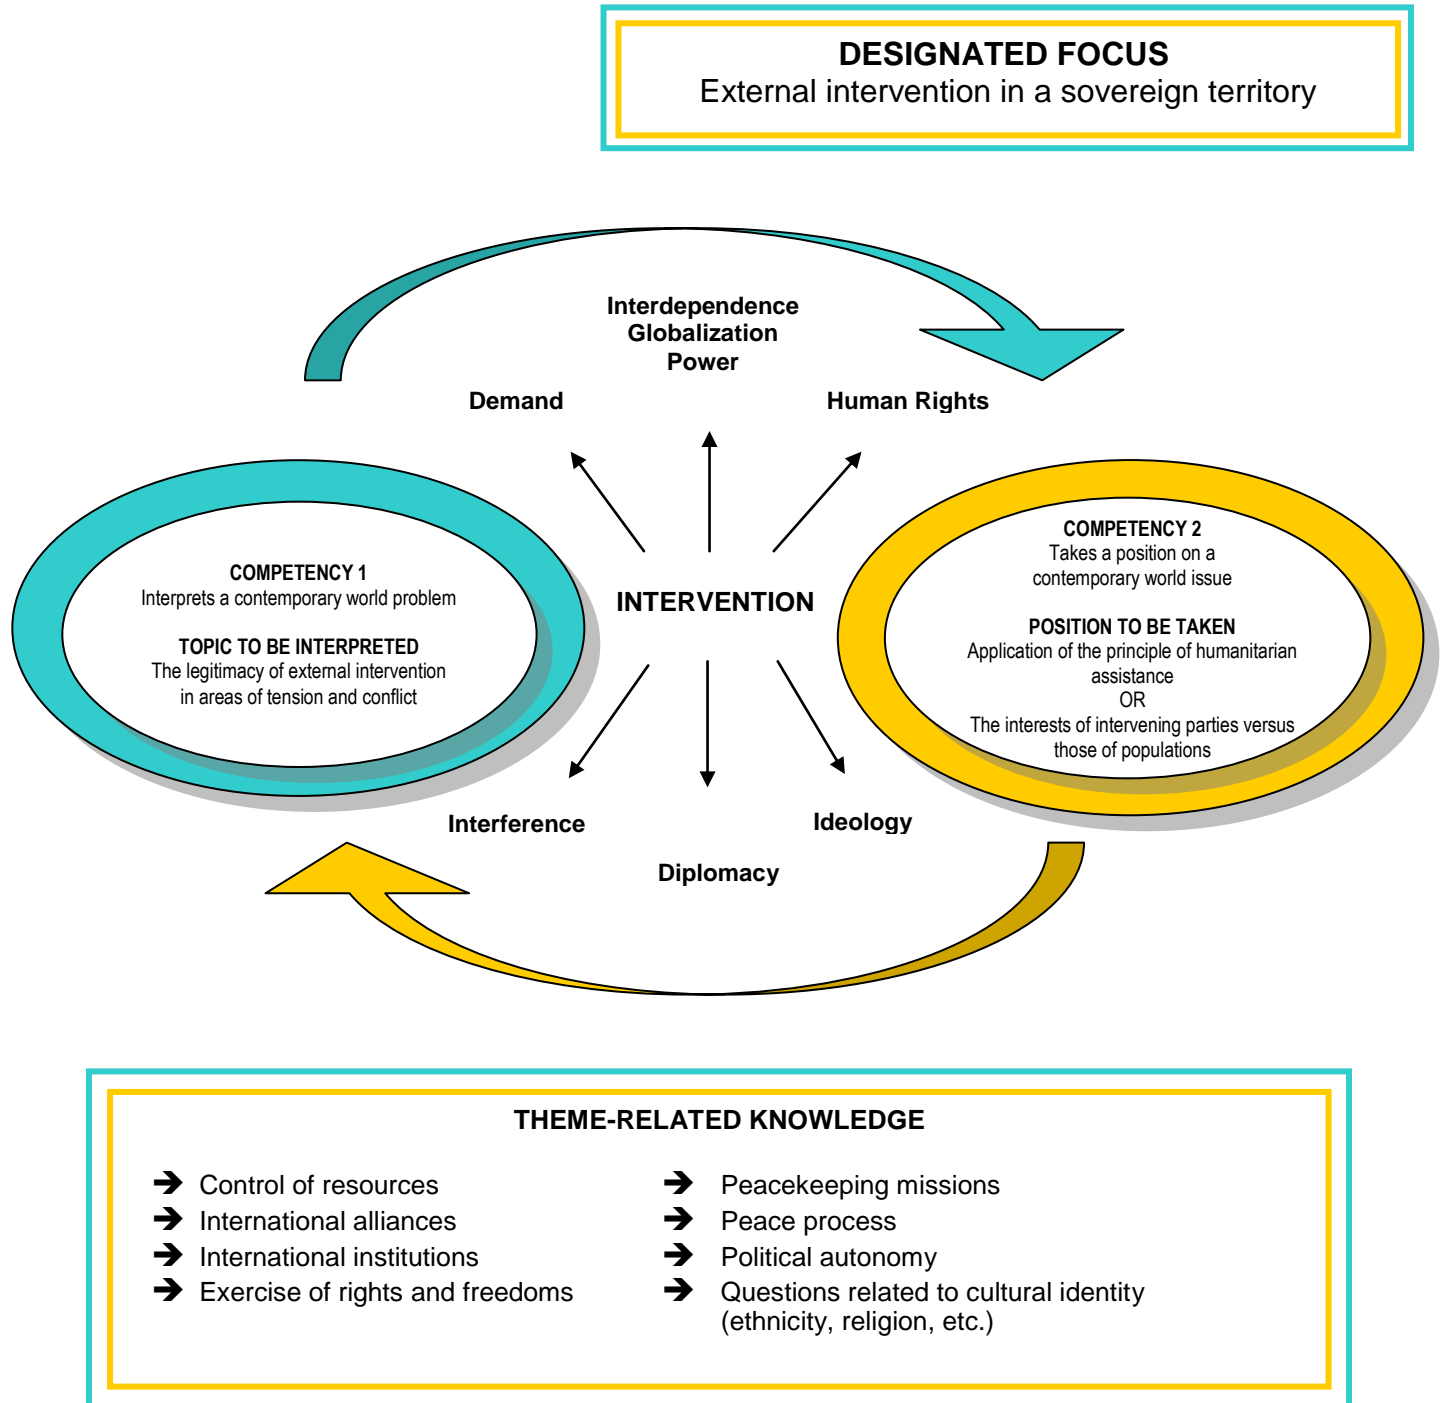 DESIGNATED FOCUS
External intervention in a sovereign territory
Interdependence
Globalization
Power
Demand
Human Rights
COMPETENCY 1
Interprets a contemporary world problem
TOPIC TO BE INTERPRETED
The legitimacy of external intervention
in areas of tension and conflict
INTERVENTION
COMPETENCY 2
Takes a position on a
contemporary world issue
POSITION TO BE TAKEN
Application of the principle of humanitarian
assistance
OR
The interests of intervening parties versus
those of populations
Interference
Ideology
Diplomacy
THEME-RELATED KNOWLEDGE
Control of resources
International alliances
International institutions
Exercise of rights and freedoms
Peacekeeping missions
Peace process
Political autonomy
Questions related to cultural identity
(ethnicity, religion, etc.)